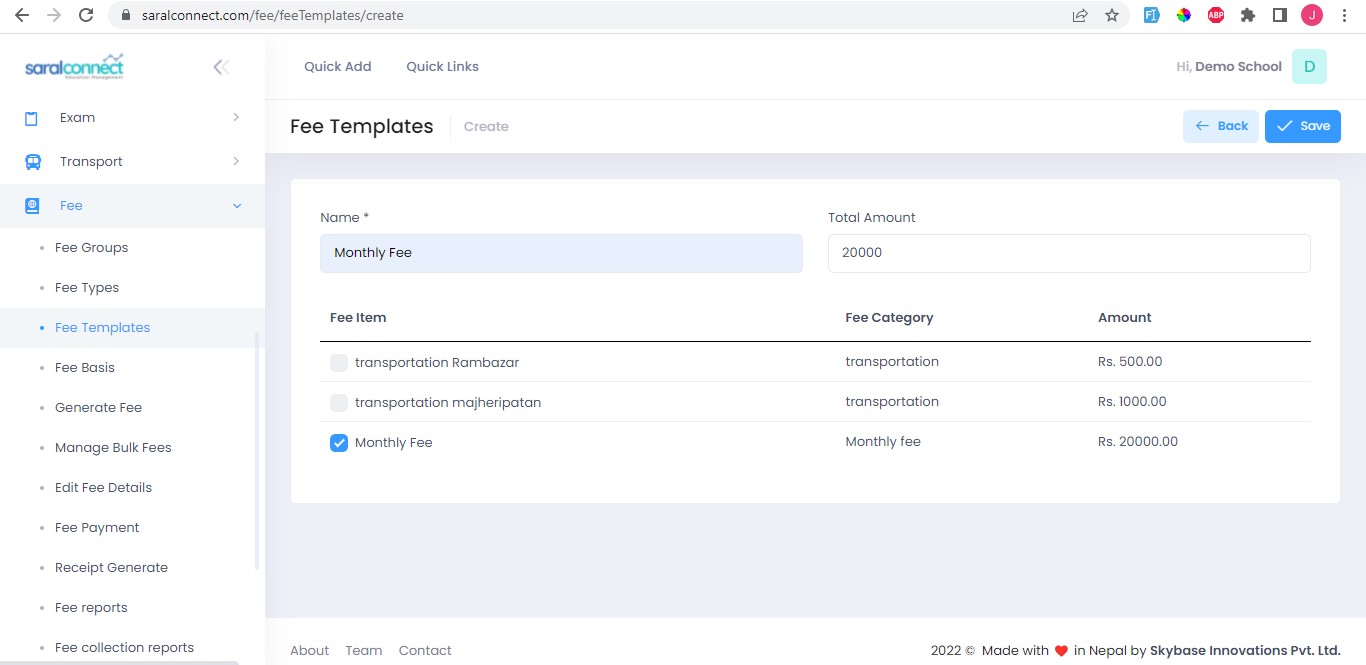 saralconnect.com/fee/feeTemplates/create
ABP
J
saralconnect
Education Management
Quick Add Quick Links
Hi, Demo School D
Exam
Transport
Fee
Fee Groups
Fee Types
Fee Templates
Fee Basis
Generate Fee
Manage Bulk Fees
Edit Fee Details
Fee Payment
Receipt Generate
Fee reports
Fee collection reports
Fee Templates Create
Back Save
Name * Total Amount
Monthly Fee 20000
Fee Item Fee Category Amount
transportation Rambazar transportation Rs. 500.00
transportation majheripatan transportation Rs. 1000.00
Monthly Fee Monthly fee Rs. 20000.00
About Team Contact
2022 © Made with ❤ in Nepal by Skybase Innovations Pvt. Ltd.